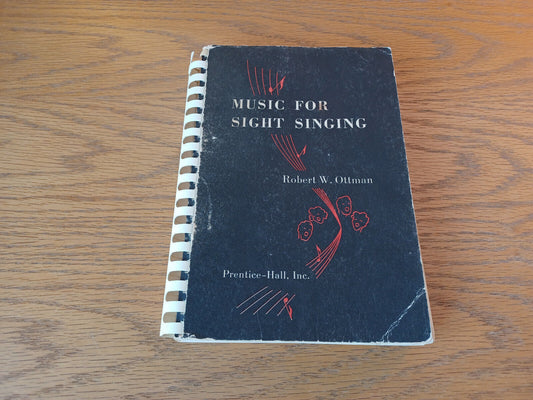 MUSIC FOR
SIGHT SINGING
Robert W. Ottman
Prentice-Hall, Inc.